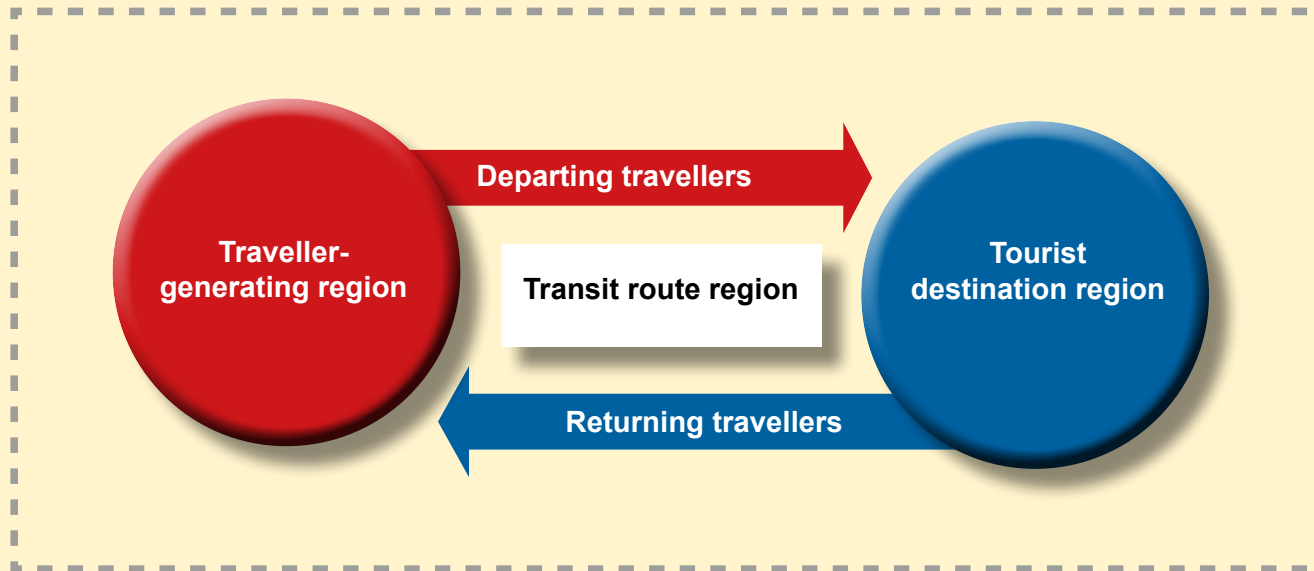 Departing travellers
Traveller-
generating region
Transit route region
Tourist
destination region
Returning travellers